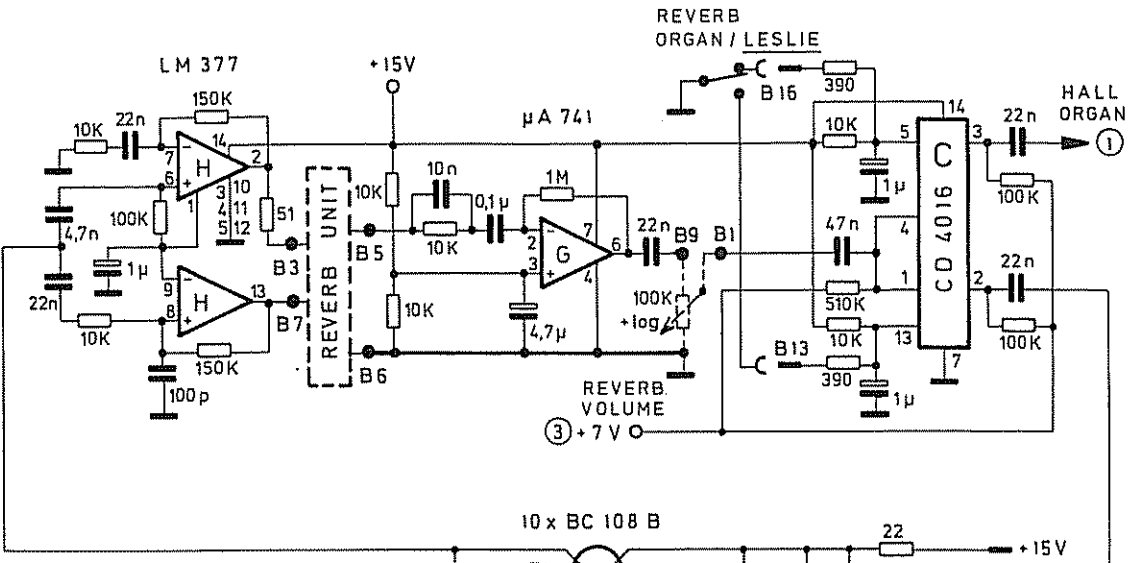 REVERB
ORGAN / LESLIE
LM 377
+15V
B16
390
14
22n
HALL
ORGAN
1
150K
10K
22n
7
14
2
H
6
1
3
10
4
11
5
12
51
B3
100K
4,7n
1µ
22n
9
H
13
8
B7
10K
150K
100p
REVERB UNIT
10K
10n
10K
0,1µ
B5
µA 741
1M
2
7
G
6
3
4
22n
B9
B1
10K
4,7µ
B6
100K
+log
REVERB.
VOLUME
3 +7V
10K
5
C
CD 4016
3
1µ
100K
47n
4
510K
1
2
22n
10K
13
100K
B13
390
7
1µ
10 x BC 108 B
22
+15V